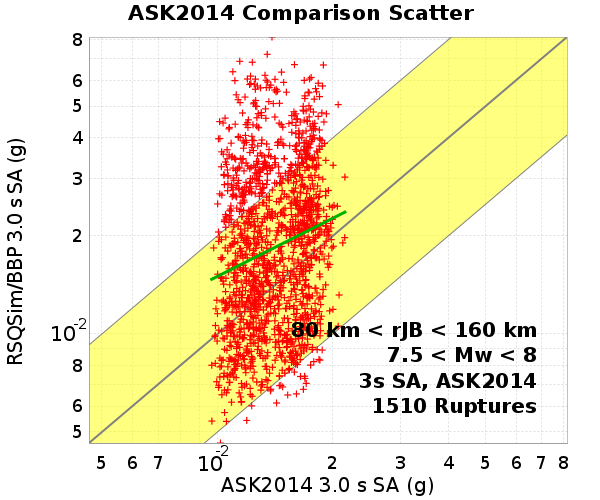 ASK2014 Comparison Scatter
RSQSim/BBP 3.0 s SA (g)
8
6
5
4
3
2
10-2
8
6
5
80 km < rJB < 160 km
7.5 < Mw < 8
3s SA, ASK2014
1510 Ruptures
5 6 7 10-2 2 3 4 5 6 7 8
ASK2014 3.0 s SA (g)